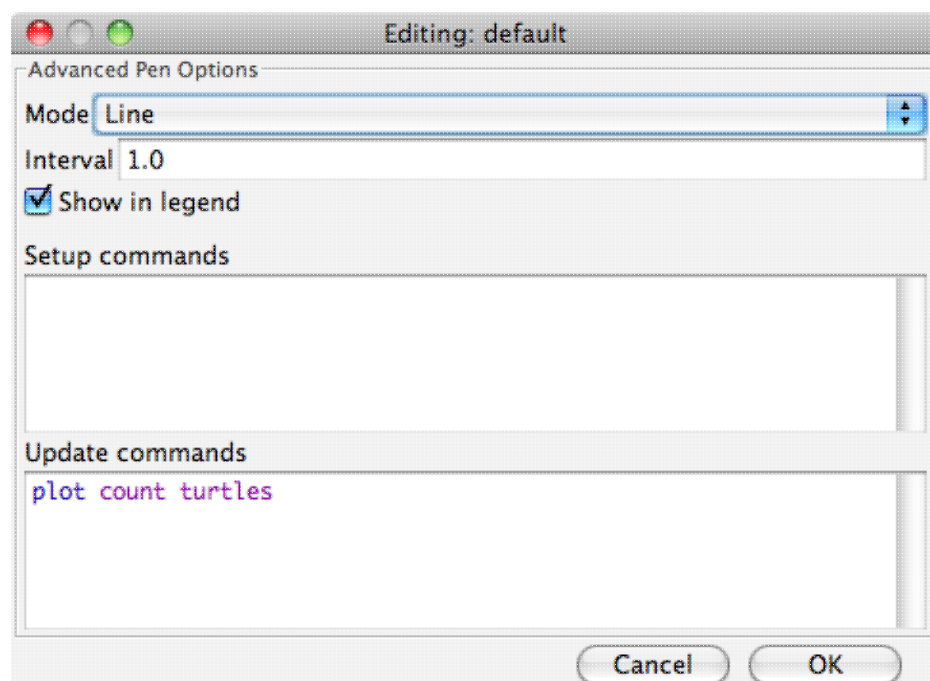 Editing: default
Advanced Pen Options
Mode Line
Interval 1.0
Show in legend
Setup commands
Update commands
plot count turtles
Cancel OK